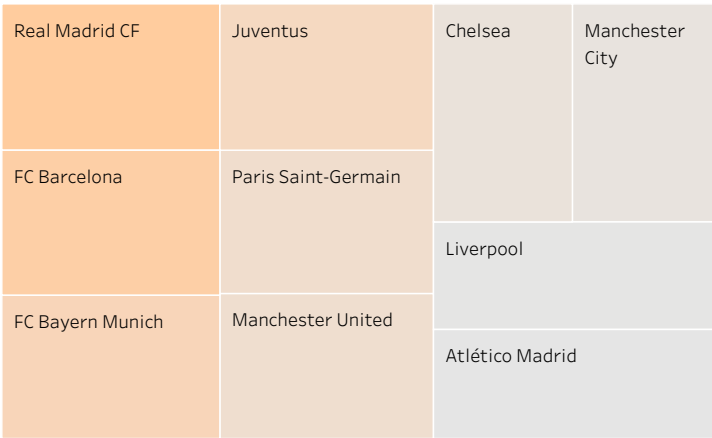 Real Madrid CF
FC Barcelona
FC Bayern Munich
Juventus
Paris Saint-Germain
Manchester United
Chelsea
Manchester
City
Liverpool
Atlético Madrid